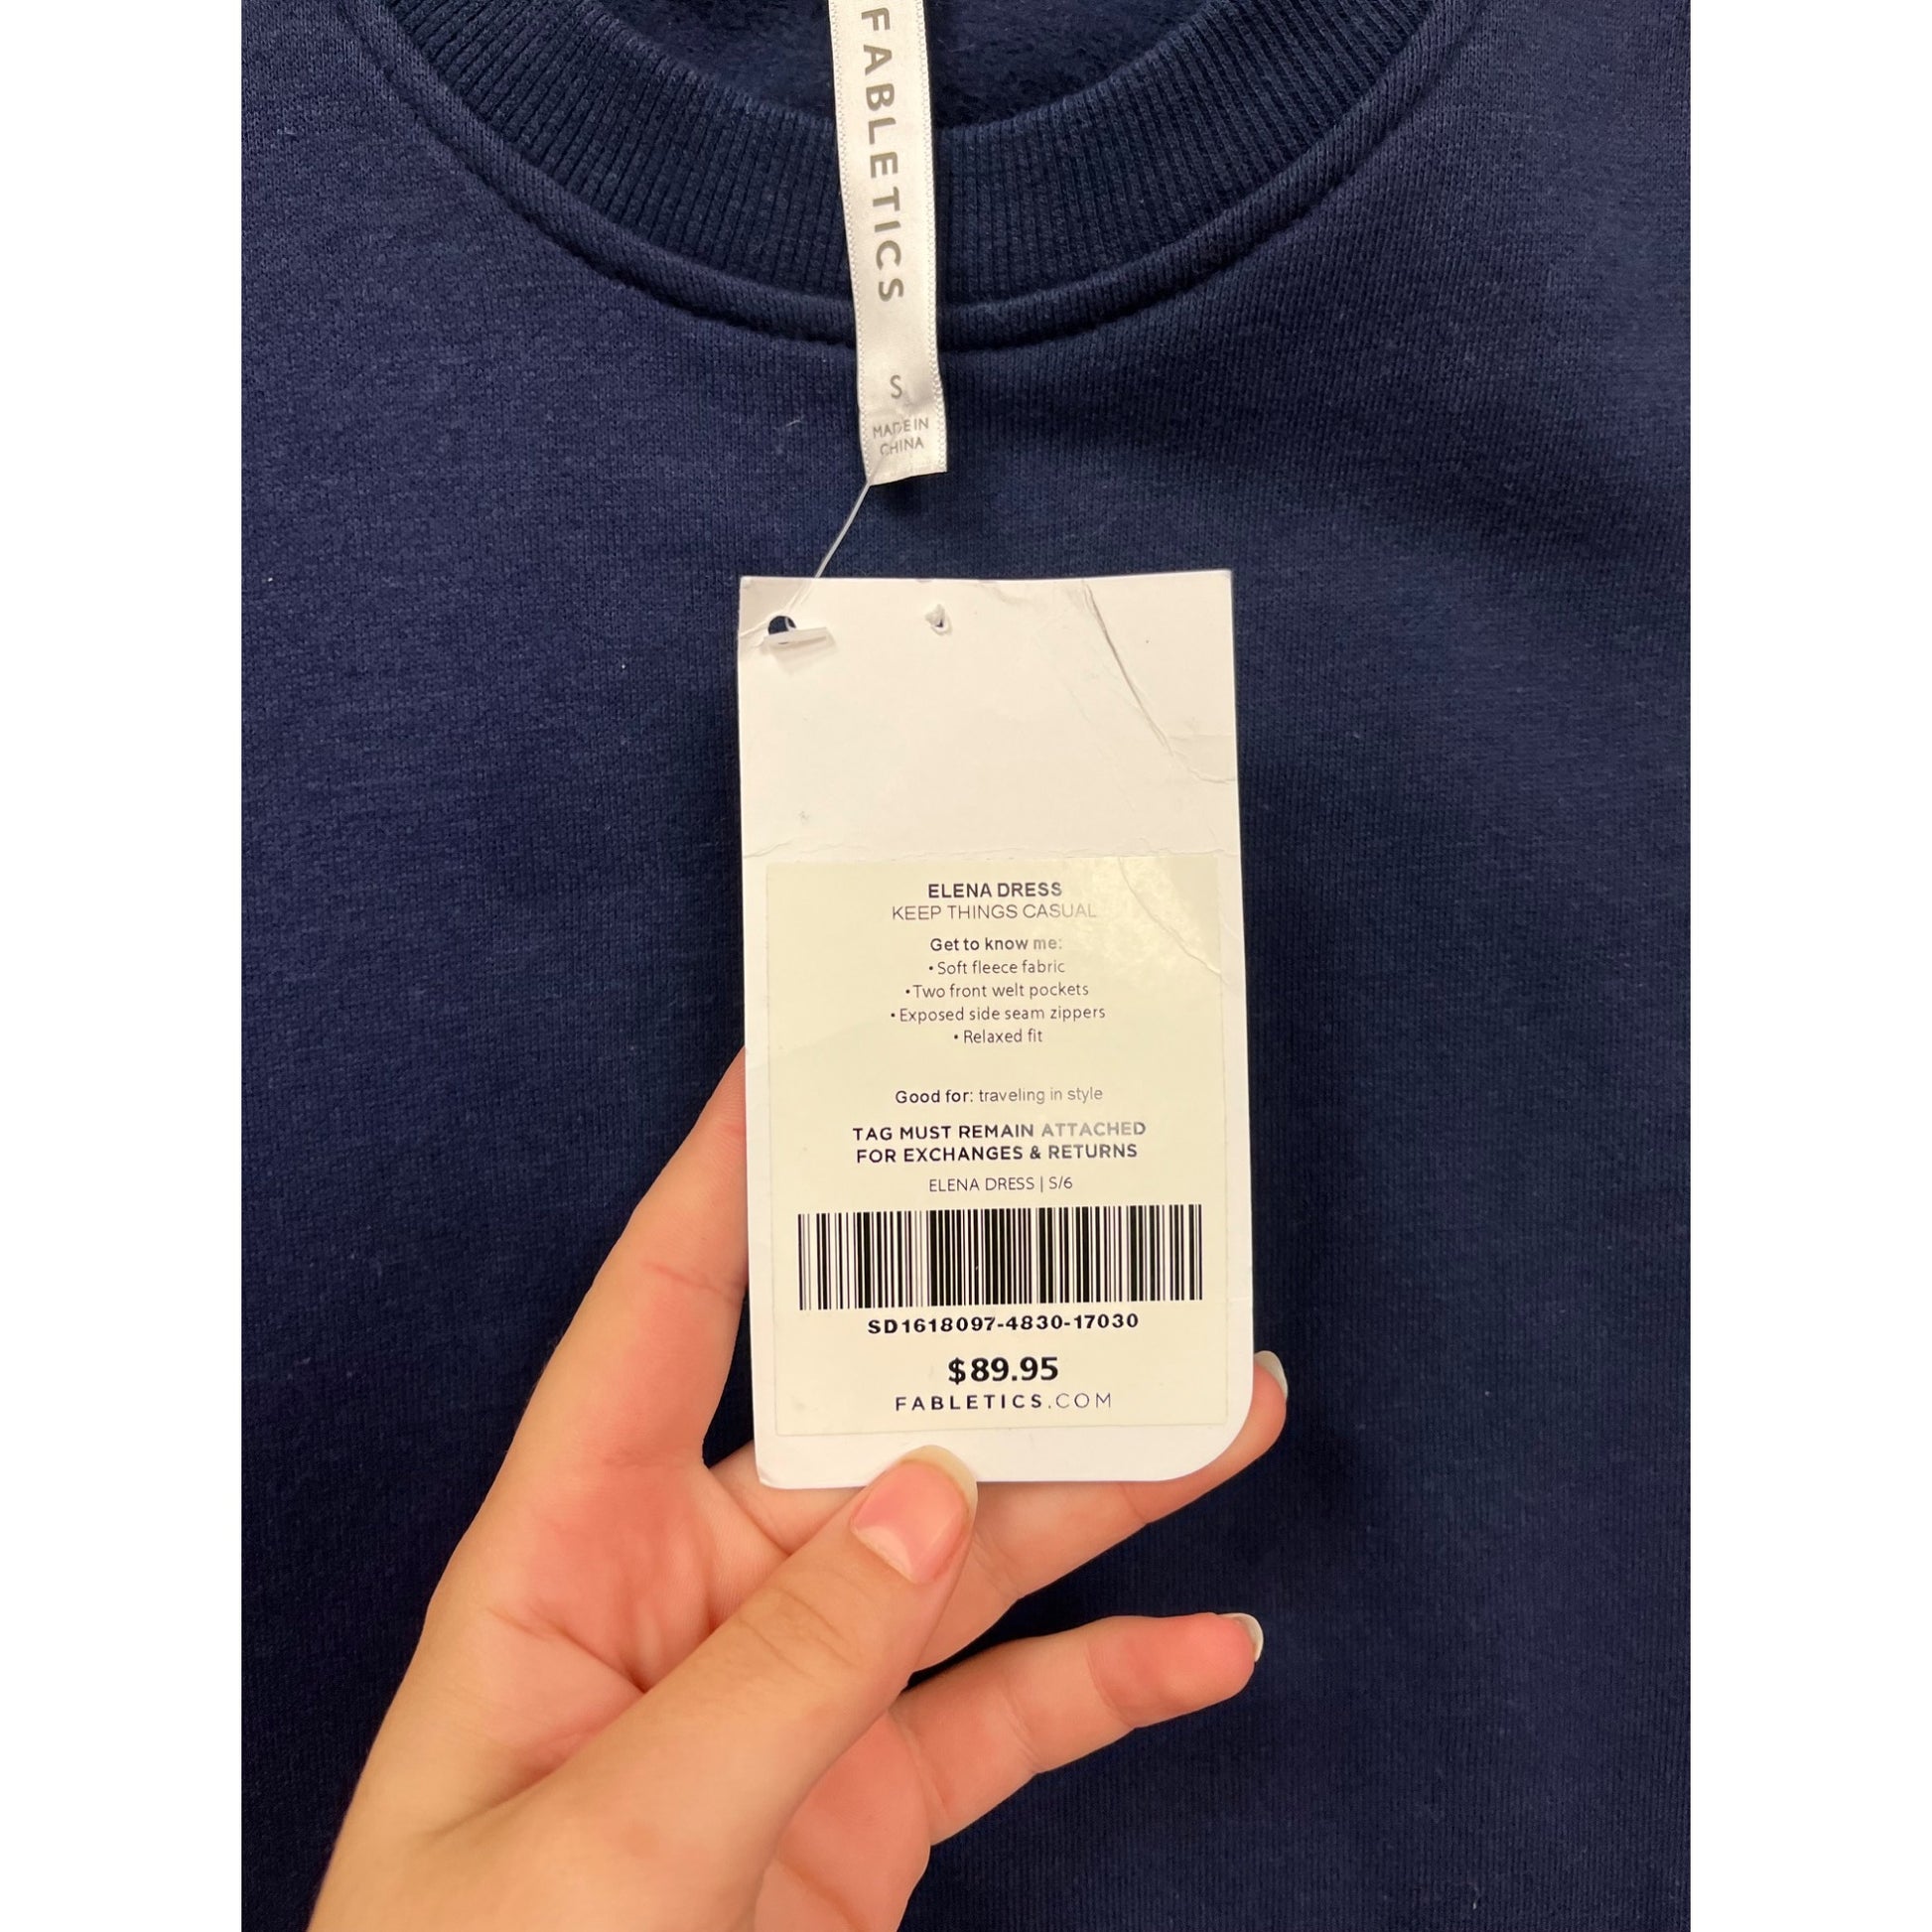 FABLETICS
S
MADE IN
CHINA
ELENA DRESS
KEEP THINGS CASUAL
Get to know me:
• Soft fleece fabric
• Two front welt pockets
• Exposed side seam zippers
• Relaxed fit
Good for: traveling in style
TAG MUST REMAIN ATTACHED
FOR EXCHANGES & RETURNS
ELENA DRESS | S/6
SD1618097-4830-17030
$89.95
FABLETICS.COM